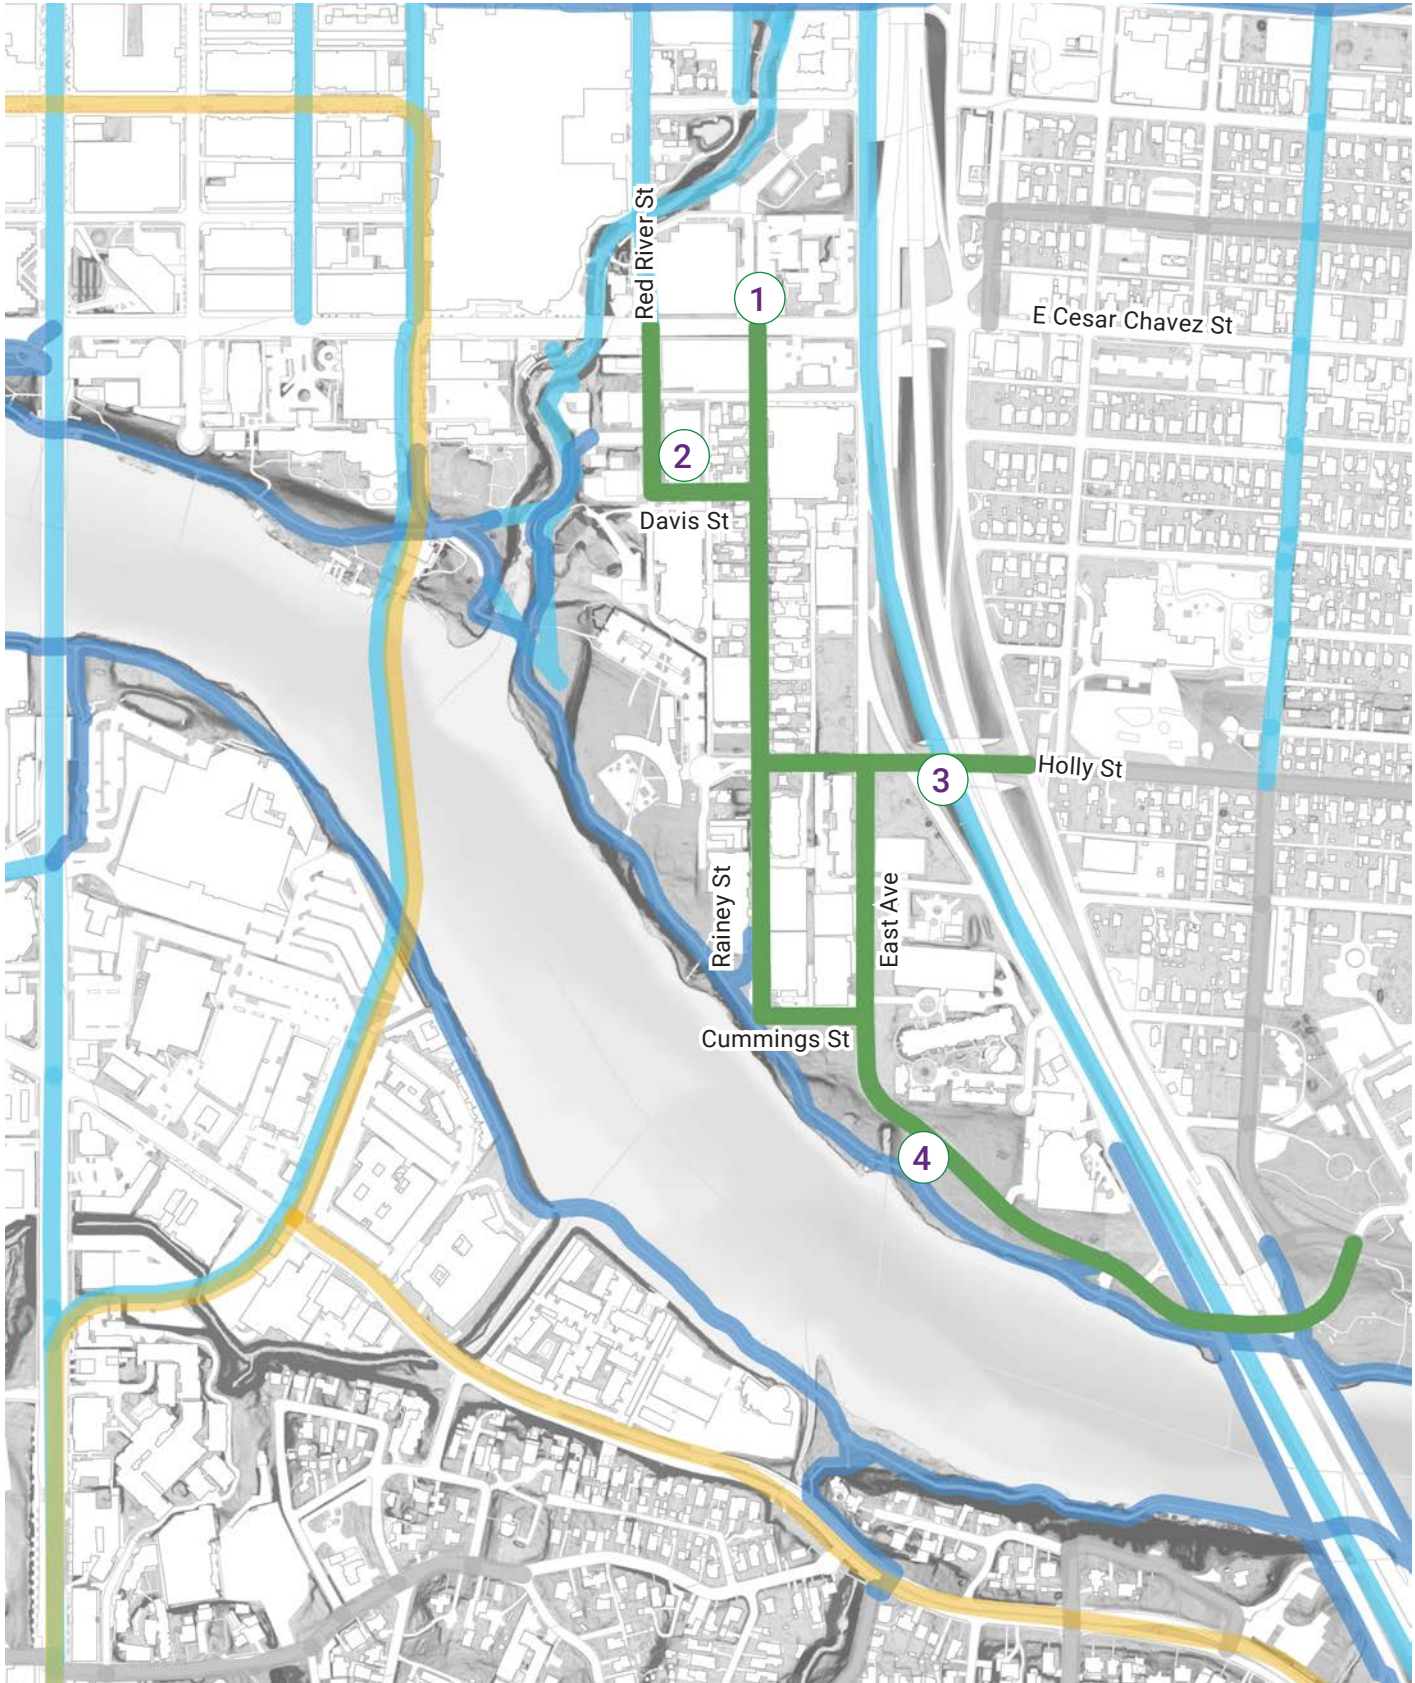 Red River St
1
E Cesar Chavez St
2
Davis St
Holly St
3
Rainey St
East Ave
Cummings St
4